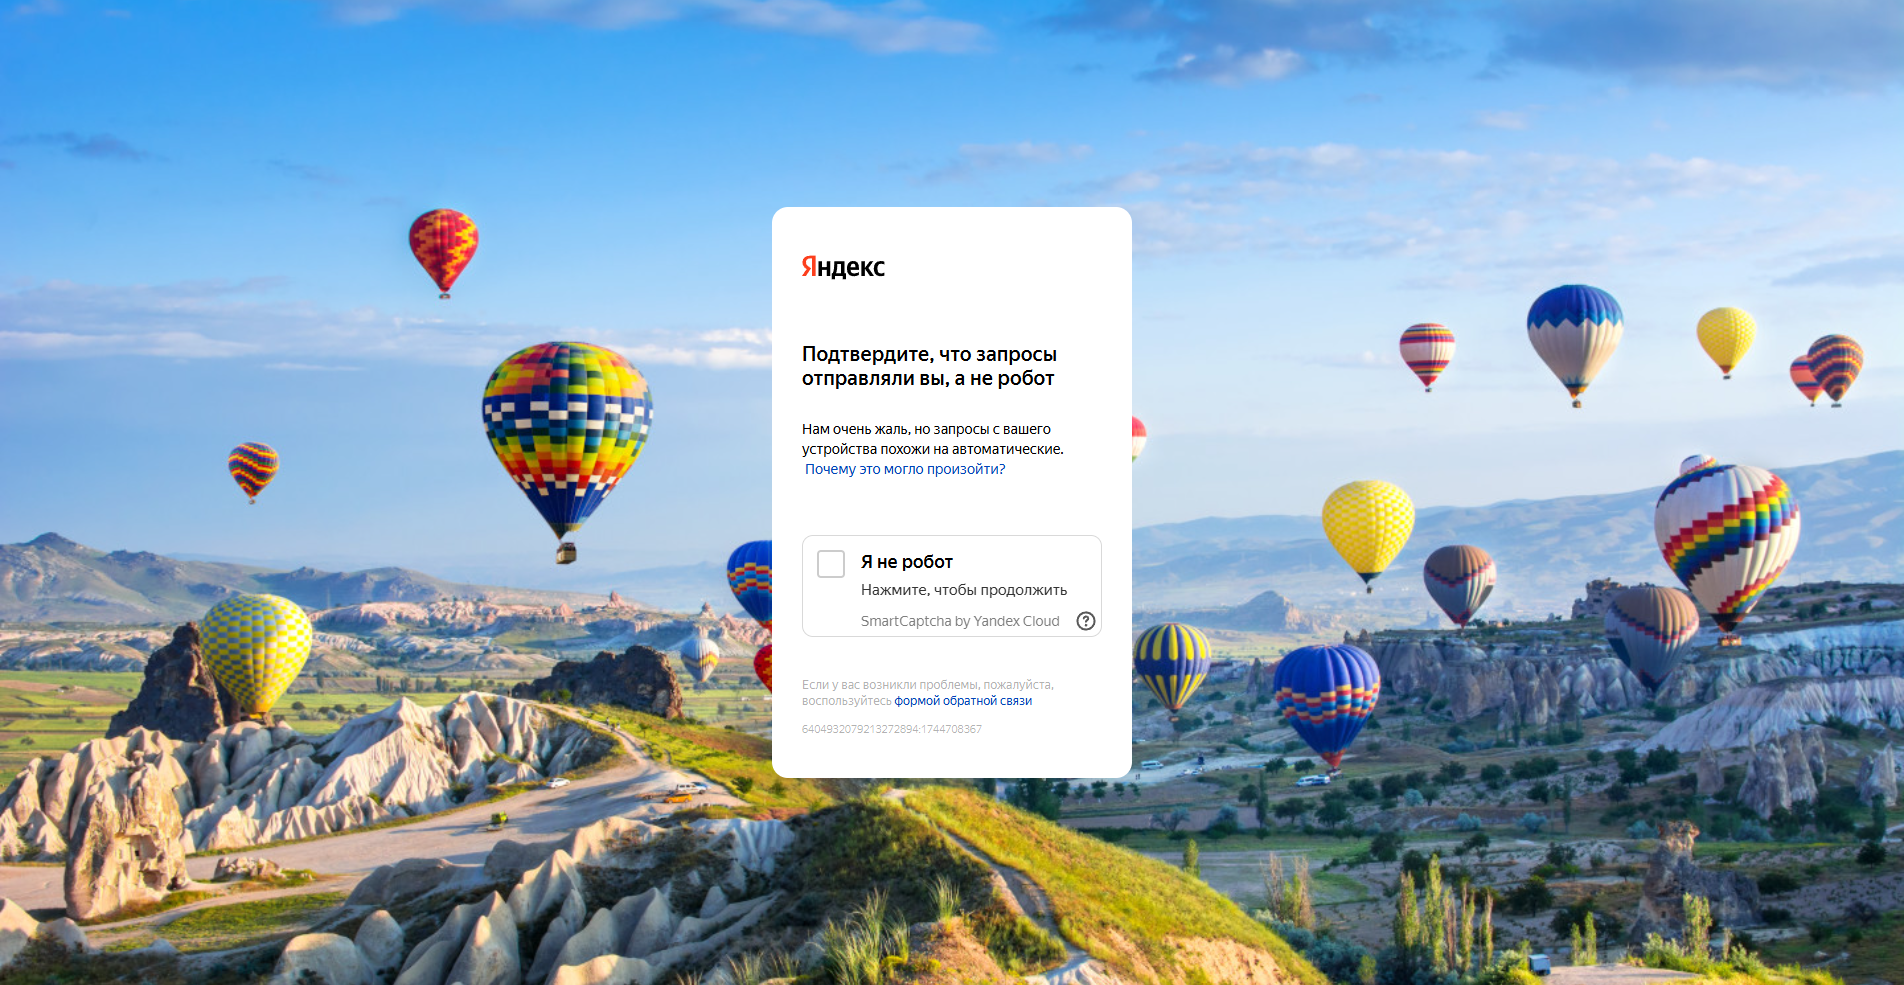 Яндекс
Подтвердите, что запросы
отправляли вы, а не робот
Нам очень жаль, но запросы с вашего
устройства похожи на автоматические.
Почему это могло произойти?
Я не робот
Нажмите, чтобы продолжить
SmartCaptcha by Yandex Cloud
?
Если у вас возникли проблемы, пожалуйста,
воспользуйтесь формой обратной связи
6404932079213272894:1744708367